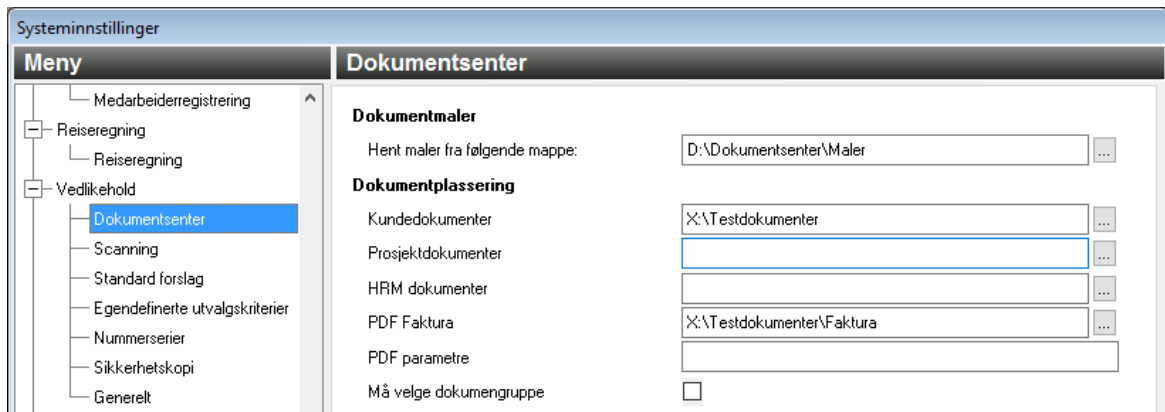 Systeminnstillinger
Meny
Medarbeiderregistrering
Reiseregning
Reiseregning
Vedlikehold
Dokumentsenter
Scanning
Standard forslag
Egendefinerte utvalgskriterier
Nummerserier
Sikkerhetskopi
Generelt
Dokumentsenter
Dokumentmaler
Hent maler fra følgende mappe: D:\Dokumentsenter\Maler ...
Dokumentplassering
Kundedokumenter X:\Testdokumenter ...
Prosjektdokumenter ...
HRM dokumenter ...
PDF Faktura X:\Testdokumenter\Faktura ...
PDF parametre
Må velge dokumengruppe